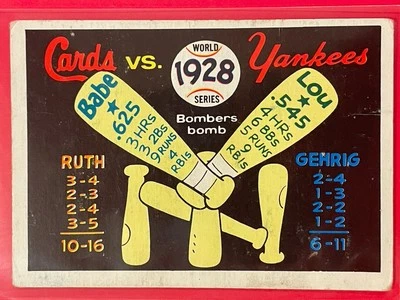 Cards vs. Yankees
WORLD
1928
SERIES
Bombers
bomb
Babe
.625
3 HRs
3 2Bs
9 RUNS
4
RBIs
Lou
.545
4 HRs
6 BBs
5 RUNS
9
RBIs
RUTH
3-4
2-3
2-4
3-5
10-16
GEHRIG
2-4
1-3
2-2
1-2
6-11